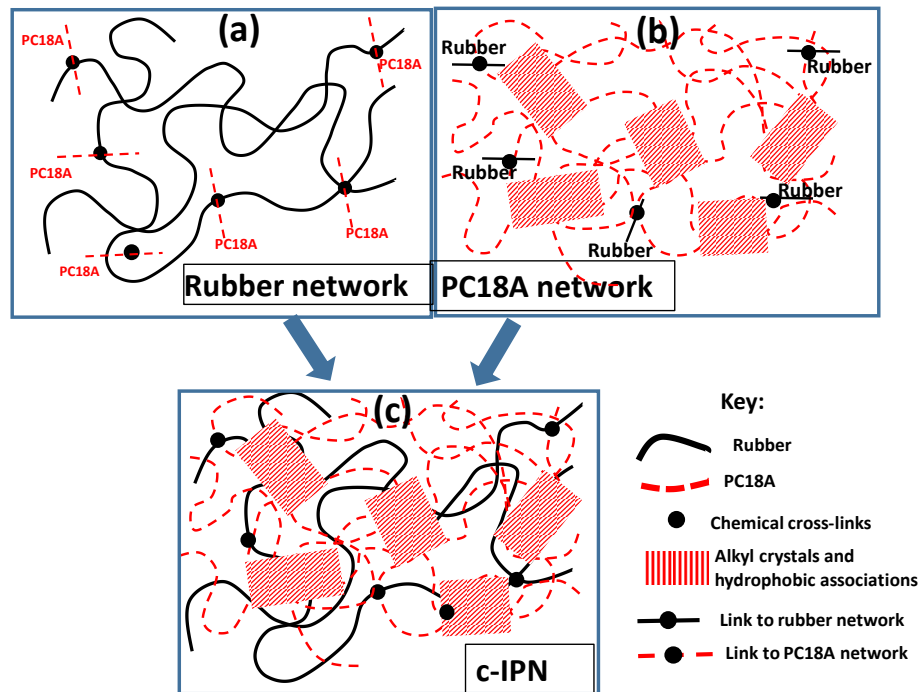 (a)
PC18A
PC18A
PC18A
PC18A
PC18A
PC18A
Rubber network
(b)
Rubber
Rubber
Rubber
Rubber
Rubber
PC18A network
(c)
c-IPN
Key:
Rubber
PC18A
Chemical cross-links
Alkyl crystals and
hydrophobic associations
Link to rubber network
Link to PC18A network